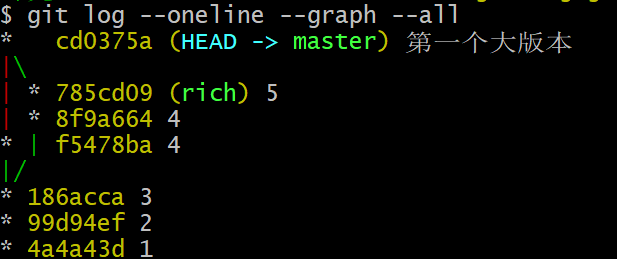 $ git log --oneline --graph --all
*   cd0375a (HEAD -> master) 第一个大版本
|\
| * 785cd09 (rich) 5
| * 8f9a664 4
* | f5478ba 4
|/
* 186acca 3
* 99d94ef 2
* 4a4a43d 1